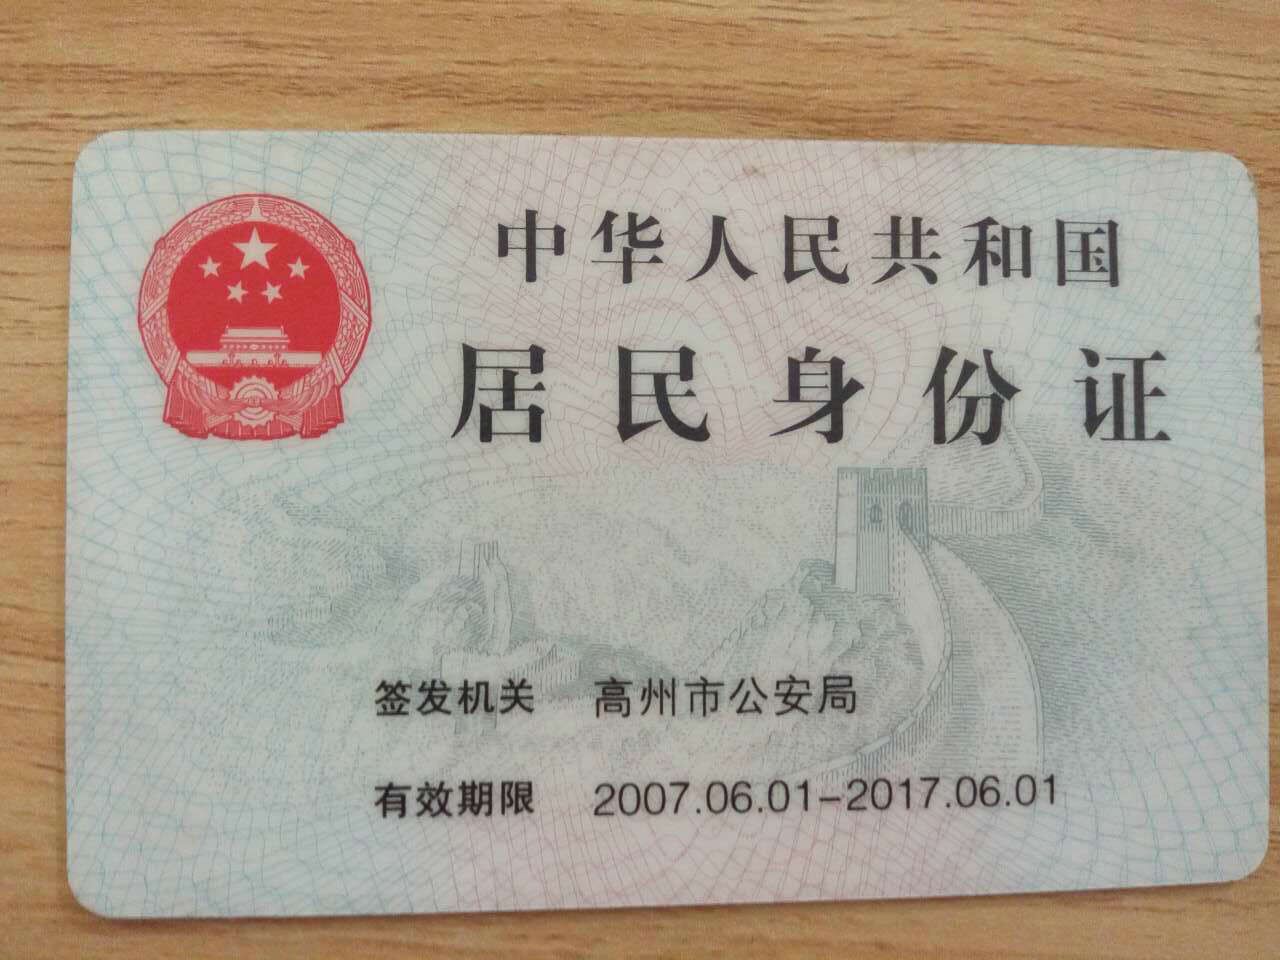 中华人民共和国
居民身份证
签发机关 高州市公安局
有效期限 2007.06.01-2017.06.01